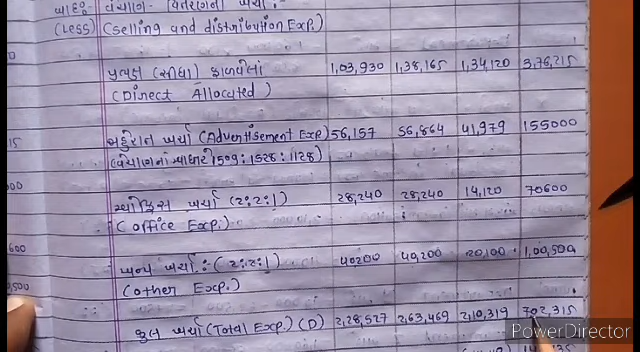 બાદ: વેચાણ - વિતરણના ખર્ચા :-
(Less) (Selling and distribution Exp.)
પ્રત્યક્ષ (સીધા) ફાળવેલાં 1,03,930 1,38,165 1,34,120 3,76,215
(Direct Allocated)
જાહેરાત ખર્ચા (Advertisement Exp) 56,157 56,864 41,979 155000
(વેચાણના આધારે 1509:1528:1128)
ઓફિસ ખર્ચા (2:2:1) 28,240 28,240 14,120 70600
(office Exp.)
600 અન્ય ખર્ચા : (2:2:1) 40200 40,200 20,100 1,00,500
,500 (other Exp.)
કુલ ખર્ચા (Total Exp.) (D) 2,28,527 2,63,469 2,10,319 702,315
PowerDirector